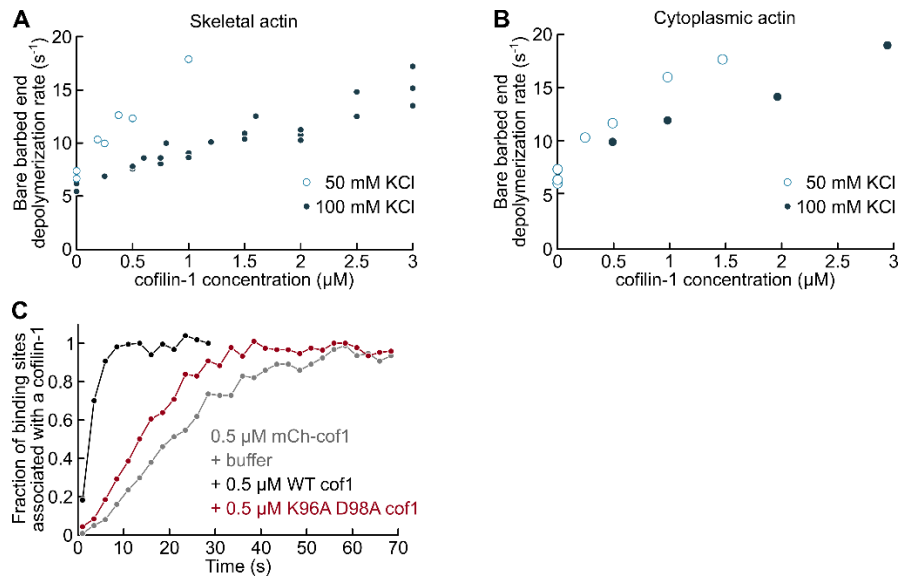 A
Skeletal actin
Bare barbed end
depolymerization rate (s⁻¹)
20
15
10
5
0
50 mM KCl
100 mM KCl
0 0.5 1 1.5 2 2.5 3
cofilin-1 concentration (µM)
B
Cytoplasmic actin
Bare barbed end
depolymerization rate (s⁻¹)
20
15
10
5
0
50 mM KCl
100 mM KCl
0 0.5 1 1.5 2 2.5 3
cofilin-1 concentration (µM)
C
Fraction of binding sites
associated with a cofilin-1
1
0.8
0.6
0.4
0.2
0
0.5 µM mCh-cof1
+ buffer
+ 0.5 µM WT cof1
+ 0.5 µM K96A D98A cof1
0 10 20 30 40 50 60 70
Time (s)